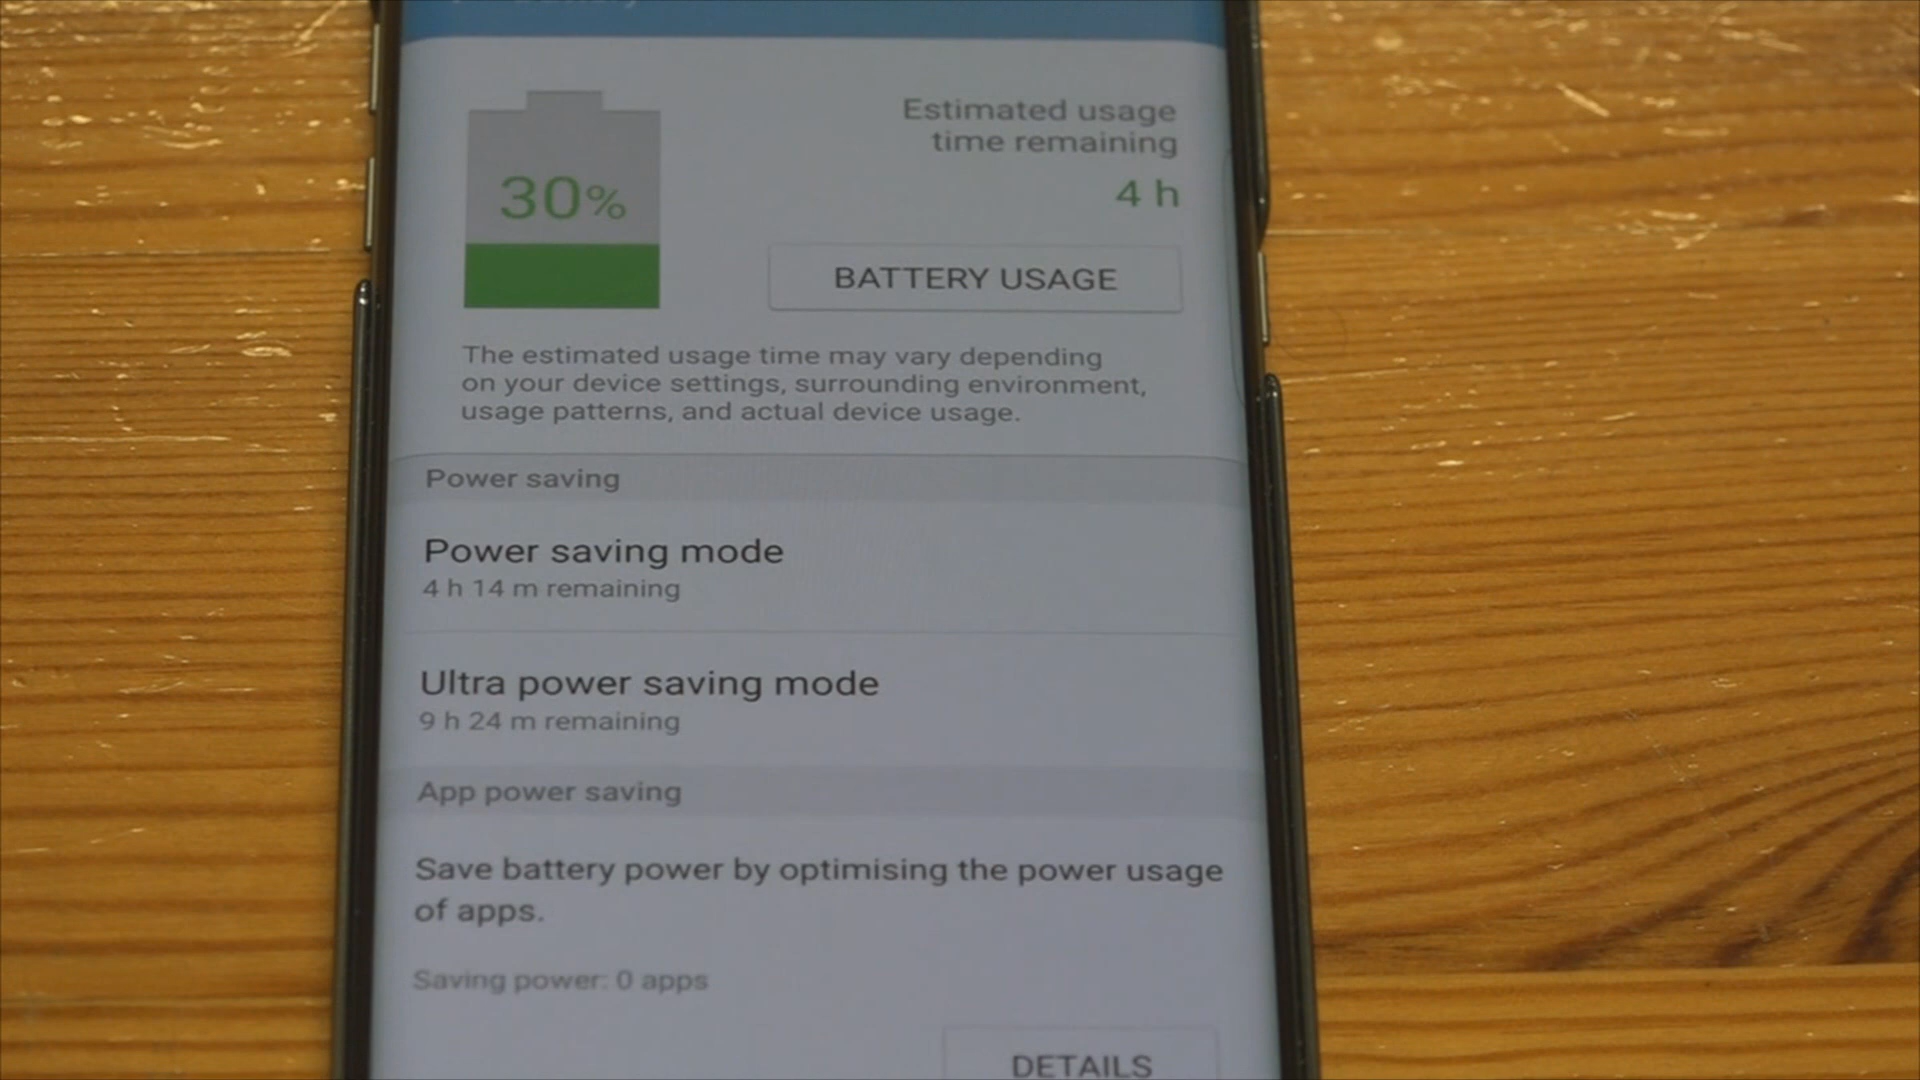 Estimated usage
time remaining
30%
4 h
BATTERY USAGE
The estimated usage time may vary depending
on your device settings, surrounding environment,
usage patterns, and actual device usage.
Power saving
Power saving mode
4 h 14 m remaining
Ultra power saving mode
9 h 24 m remaining
App power saving
Save battery power by optimising the power usage
of apps.
Saving power: 0 apps
DETAILS